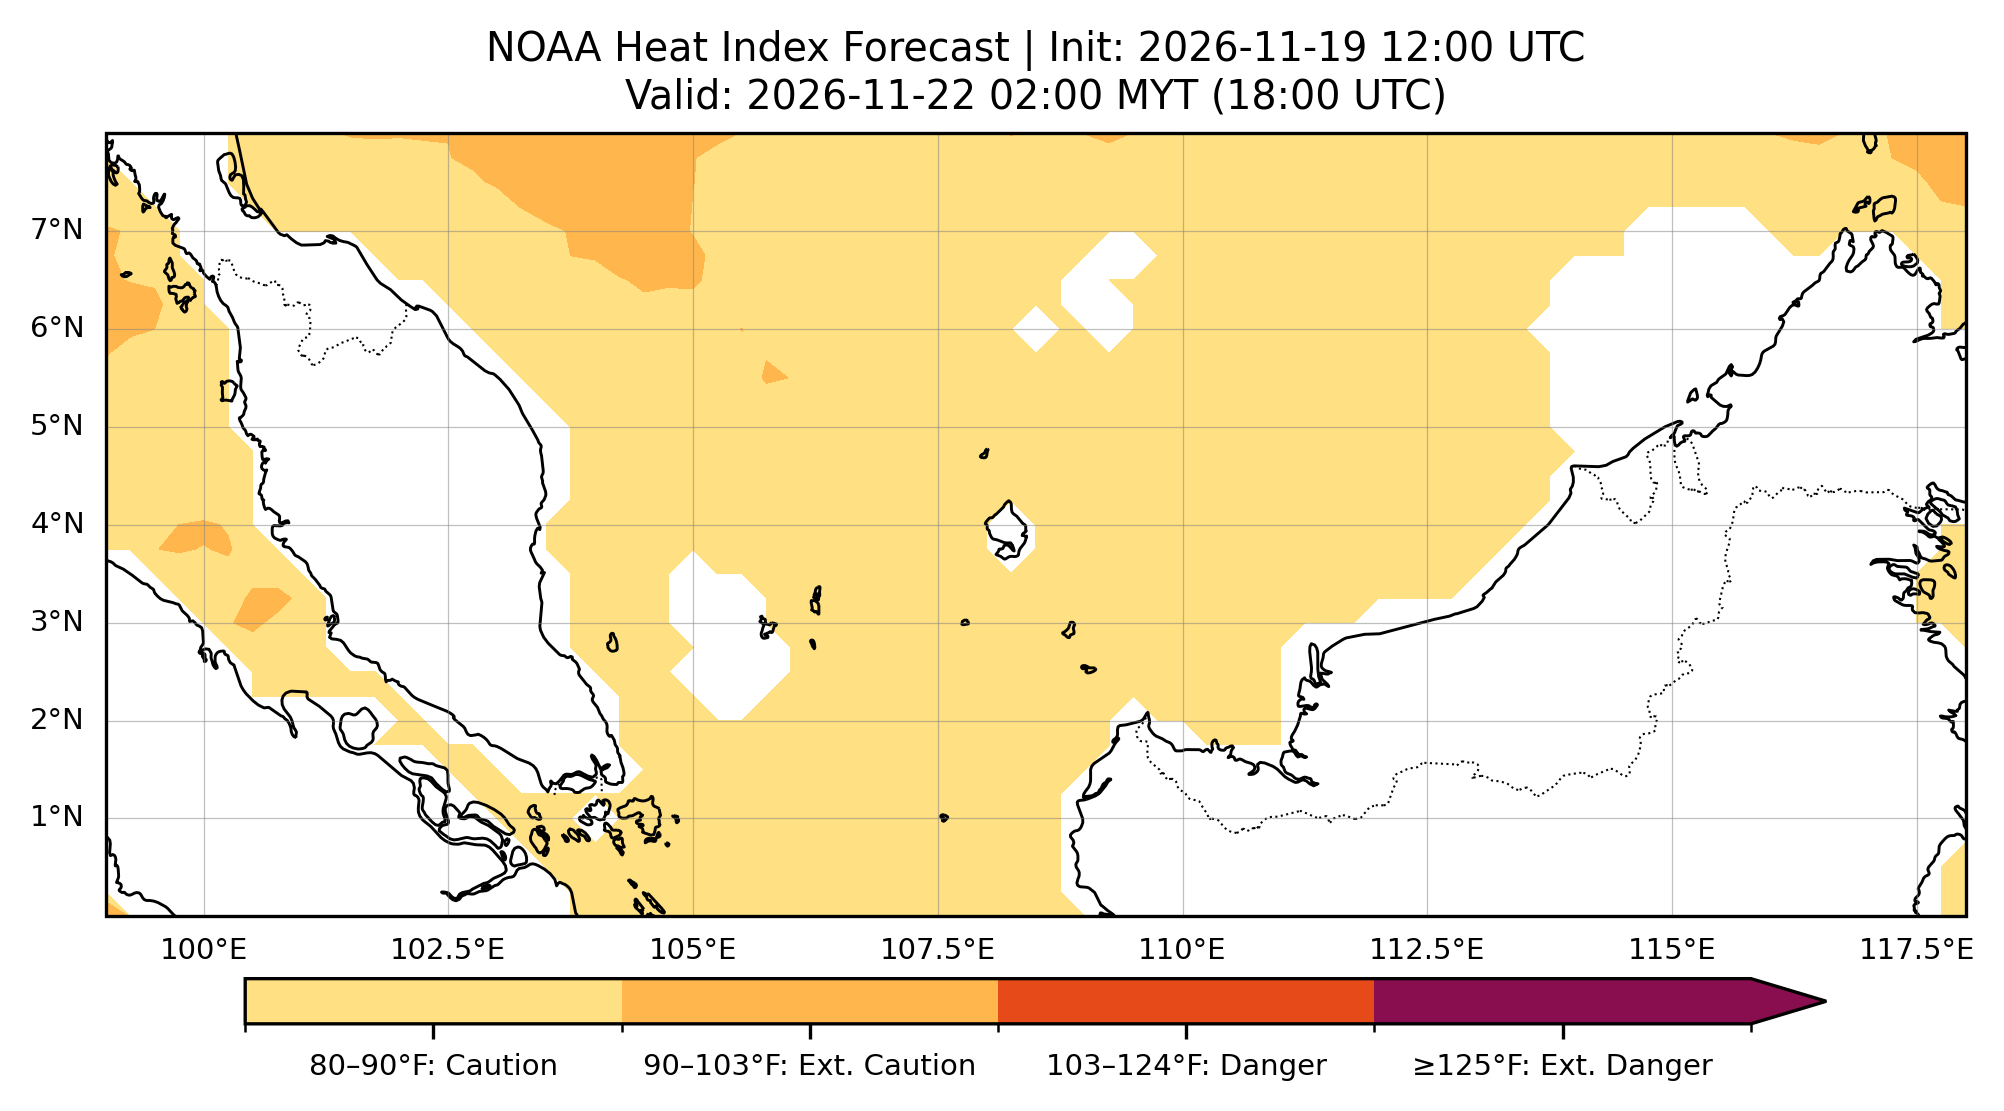 NOAA Heat Index Forecast | Init: 2026-11-19 12:00 UTC
Valid: 2026-11-22 02:00 MYT (18:00 UTC)
7°N
6°N
5°N
4°N
3°N
2°N
1°N
100°E
102.5°E
105°E
107.5°E
110°E
112.5°E
115°E
117.5°E
80–90°F: Caution
90–103°F: Ext. Caution
103–124°F: Danger
≥125°F: Ext. Danger